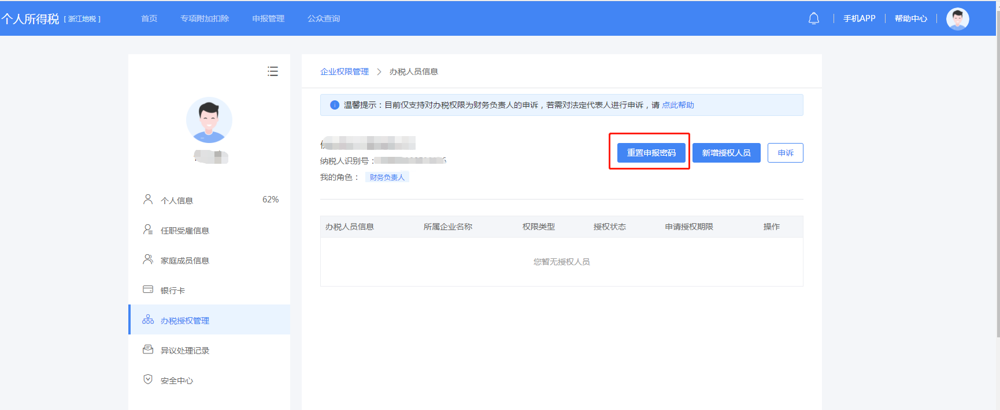 个人所得税 [ 浙江地税 ] 首页 专项附加扣除 申报管理 公众查询 手机APP 帮助中心
企业权限管理 > 办税人员信息
温馨提示：目前仅支持对办税权限为财务负责人的申诉，若需对法定代表人进行申诉，请 点此帮助
重置申报密码 新增授权人员 申诉
纳税人识别号：
我的角色： 财务负责人
个人信息 62%
任职受雇信息
家庭成员信息
银行卡
办税授权管理
异议处理记录
安全中心
办税人员信息 所属企业名称 权限类型 授权状态 申请授权期限 操作
您暂无授权人员